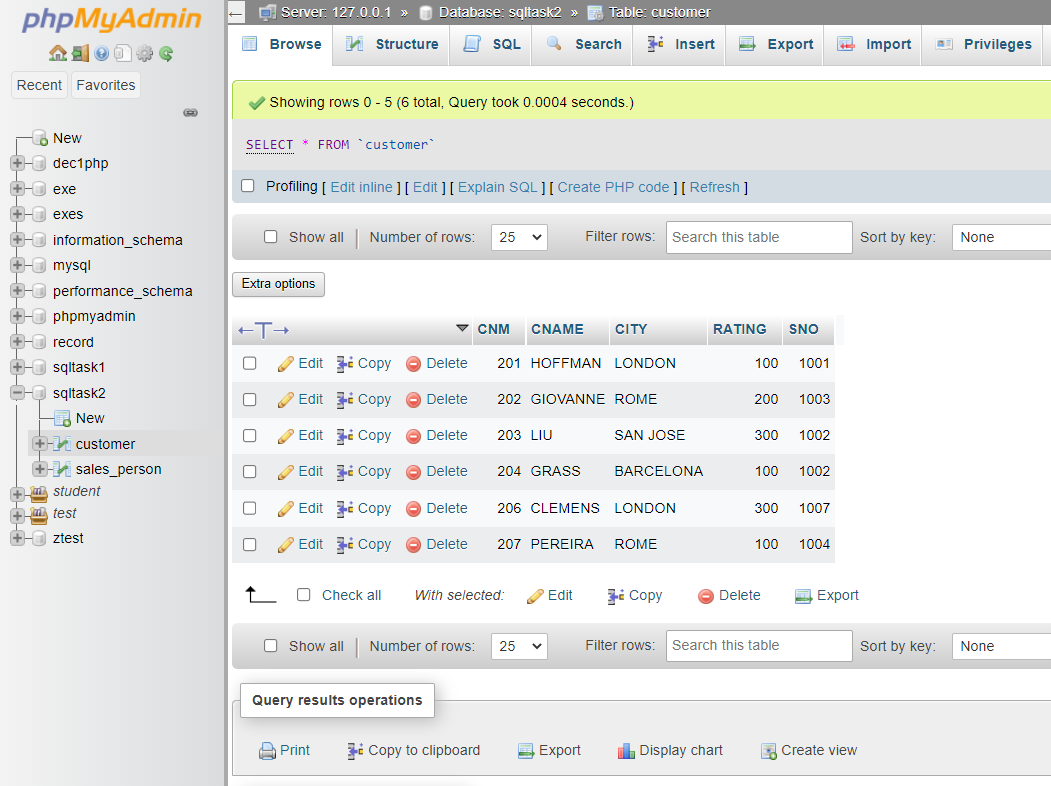 phpMyAdmin
Recent Favorites
New
dec1php
exe
exes
information_schema
mysql
performance_schema
phpmyadmin
record
sqltask1
sqltask2
New
customer
sales_person
student
test
ztest
Server: 127.0.0.1 » Database: sqltask2 » Table: customer
Browse Structure SQL Search Insert Export Import Privileges
Showing rows 0 - 5 (6 total, Query took 0.0004 seconds.)
SELECT * FROM `customer`
Profiling [ Edit inline ] [ Edit ] [ Explain SQL ] [ Create PHP code ] [ Refresh ]
Show all Number of rows: 25 Filter rows: Search this table Sort by key: None
Extra options
←T→ CNM CNAME CITY RATING SNO
Edit Copy Delete 201 HOFFMAN LONDON 100 1001
Edit Copy Delete 202 GIOVANNE ROME 200 1003
Edit Copy Delete 203 LIU SAN JOSE 300 1002
Edit Copy Delete 204 GRASS BARCELONA 100 1002
Edit Copy Delete 206 CLEMENS LONDON 300 1007
Edit Copy Delete 207 PEREIRA ROME 100 1004
Check all With selected: Edit Copy Delete Export
Show all Number of rows: 25 Filter rows: Search this table Sort by key: None
Query results operations
Print Copy to clipboard Export Display chart Create view